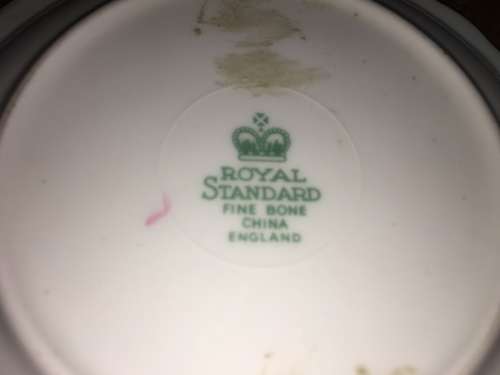 ROYAL
STANDARD
FINE BONE
CHINA
ENGLAND